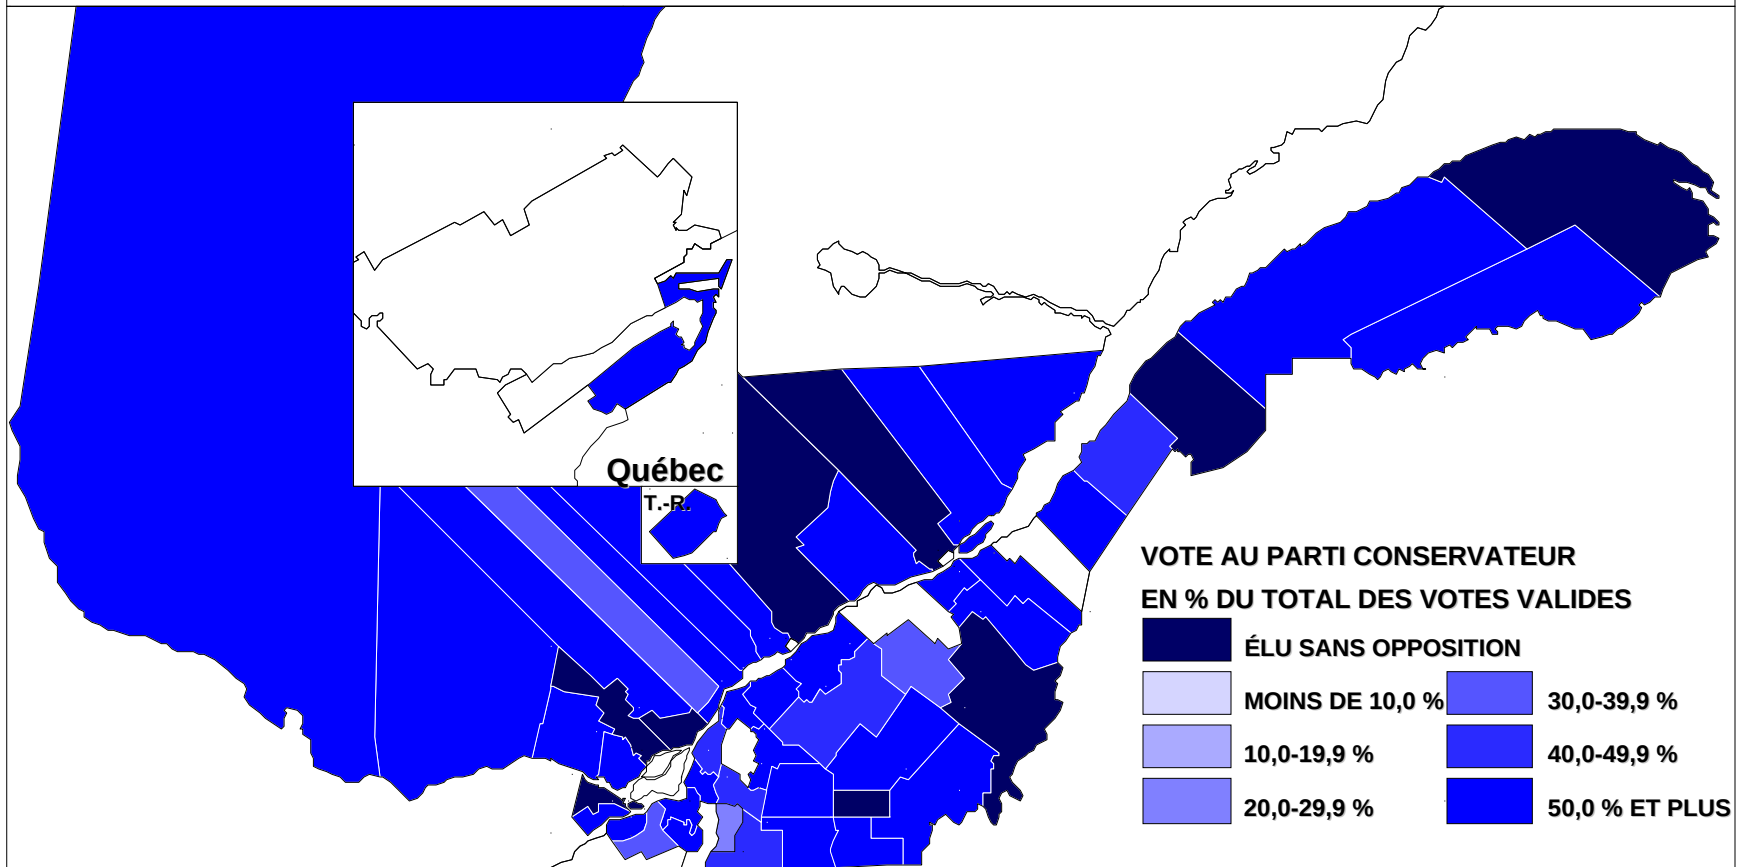 Québec
T.-R.
VOTE AU PARTI CONSERVATEUR
EN % DU TOTAL DES VOTES VALIDES
ÉLU SANS OPPOSITION
MOINS DE 10,0 %
30,0-39,9 %
10,0-19,9 %
40,0-49,9 %
20,0-29,9 %
50,0 % ET PLUS